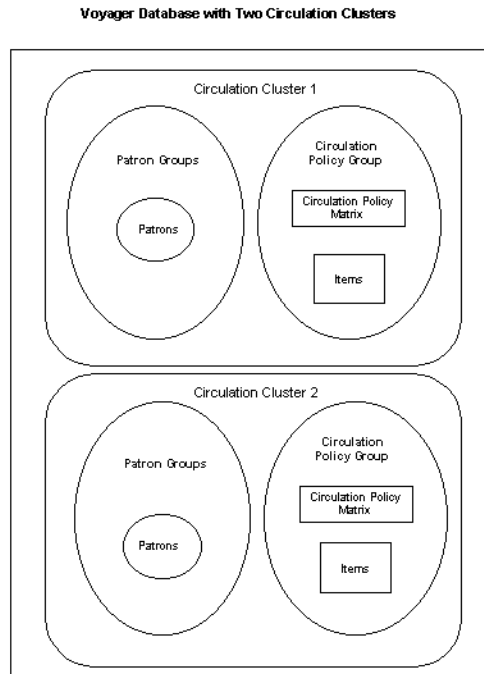 Voyager Database with Two Circulation Clusters
Circulation Cluster 1
Patron Groups
Patrons
Circulation
Policy Group
Circulation Policy
Matrix
Items
Circulation Cluster 2
Patron Groups
Patrons
Circulation
Policy Group
Circulation Policy
Matrix
Items